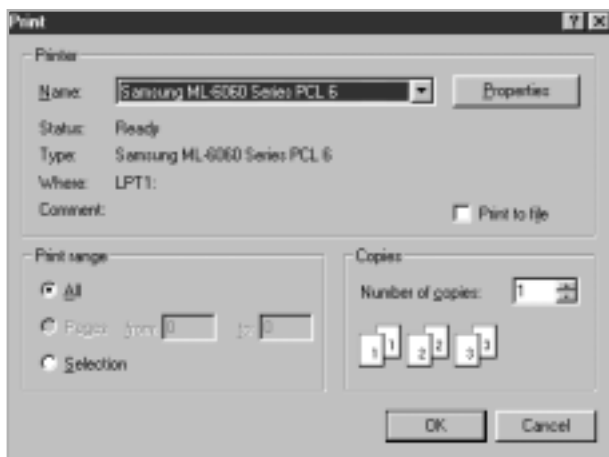 Print
Printer
Name: Samsung ML-6060 Series PCL 6 Properties
Status: Ready
Type: Samsung ML-6060 Series PCL 6
Where: LPT1:
Comment: Print to file
Print range
All
Pages from: 0 to: 0
Selection
Copies
Number of copies: 1
1 1 2 2 3 3
OK Cancel